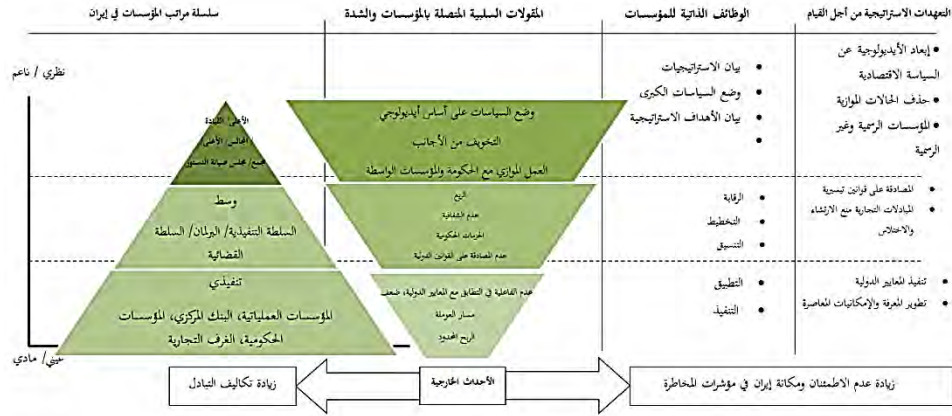 التعهدات الاستراتيجية من أجل القيام
الوظائف الذاتية للمؤسسات
المقولات السلبية المتصلة بالمؤسسات والشدة
سلسلة مراتب المؤسسات في إيران
• إبعاد الأيديولوجية عن
السياسة الاقتصادية
• حذف الحالات الموازية
• المؤسسات الرسمية وغير
الرسمية
• بيان الاستراتيجيات
• وضع السياسات الكبرى
• بيان الأهداف الاستراتيجية
•
وضع السياسات على أساس أيديولوجي
التخويف من الأجانب
العمل الموازي مع الحكومة والمؤسسات الواسطة
نظري / ناعم
الأعلى/ القيادة
المجالس الأعلى/
مجمع/ مجلس صيانة الدستور
• المصادقة على قوانين تيسيرية
• المبادلات التجارية منع الارتشاء
والاختلاس
• الرقابة
• التخطيط
• التنسيق
الريع
عدم الشفافية
الحكومية
عدم المصادقة على القوانين الدولية
وسط
السلطة التنفيذية/ البرلمان/ السلطة
القضائية
• تنفيذ المعايير الدولية
• تطوير المعرفة والإمكانيات المعاصرة
• التطبيق
• التنفيذ
عدم الفاعلية في التطابق مع المعايير الدولية، ضعف
مسار العولمة
الربح المحدود
تنفيذي
المؤسسات العملياتية، البنك المركزي، المؤسسات
الحكومية، الغرف التجارية
عيني/ مادي
زيادة عدم الاطمئنان ومكانة إيران في مؤشرات المخاطرة
الأحداث الخارجية
زيادة تكاليف التبادل